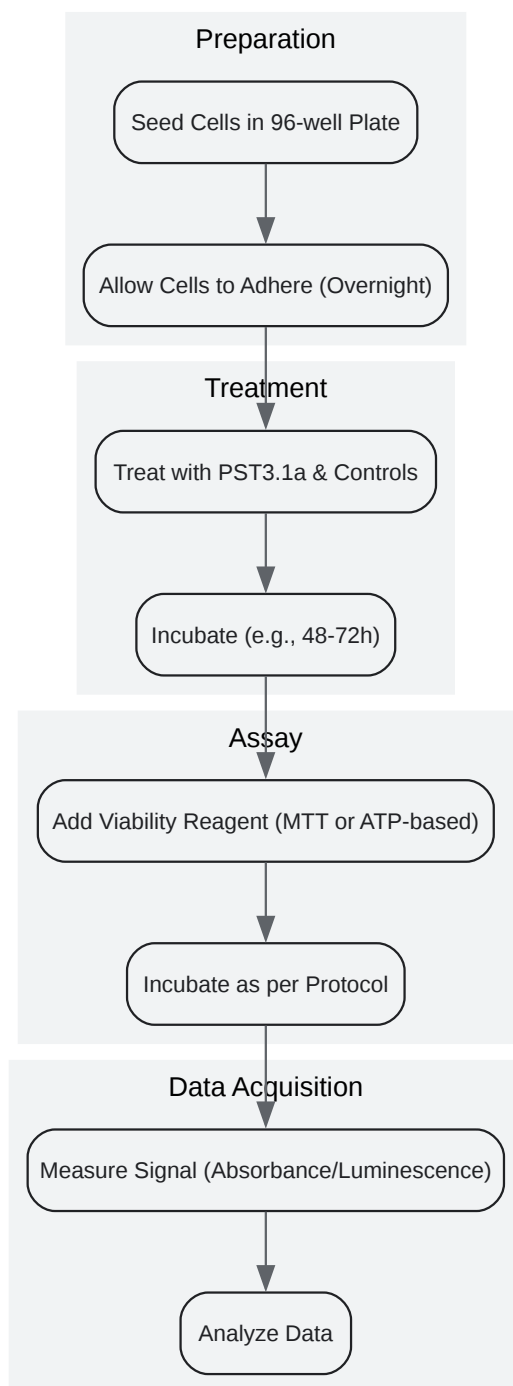 Preparation
Seed Cells in 96-well Plate
Allow Cells to Adhere (Overnight)
Treatment
Treat with PST3.1a & Controls
Incubate (e.g., 48-72h)
Assay
Add Viability Reagent (MTT or ATP-based)
Incubate as per Protocol
Data Acquisition
Measure Signal (Absorbance/Luminescence)
Analyze Data